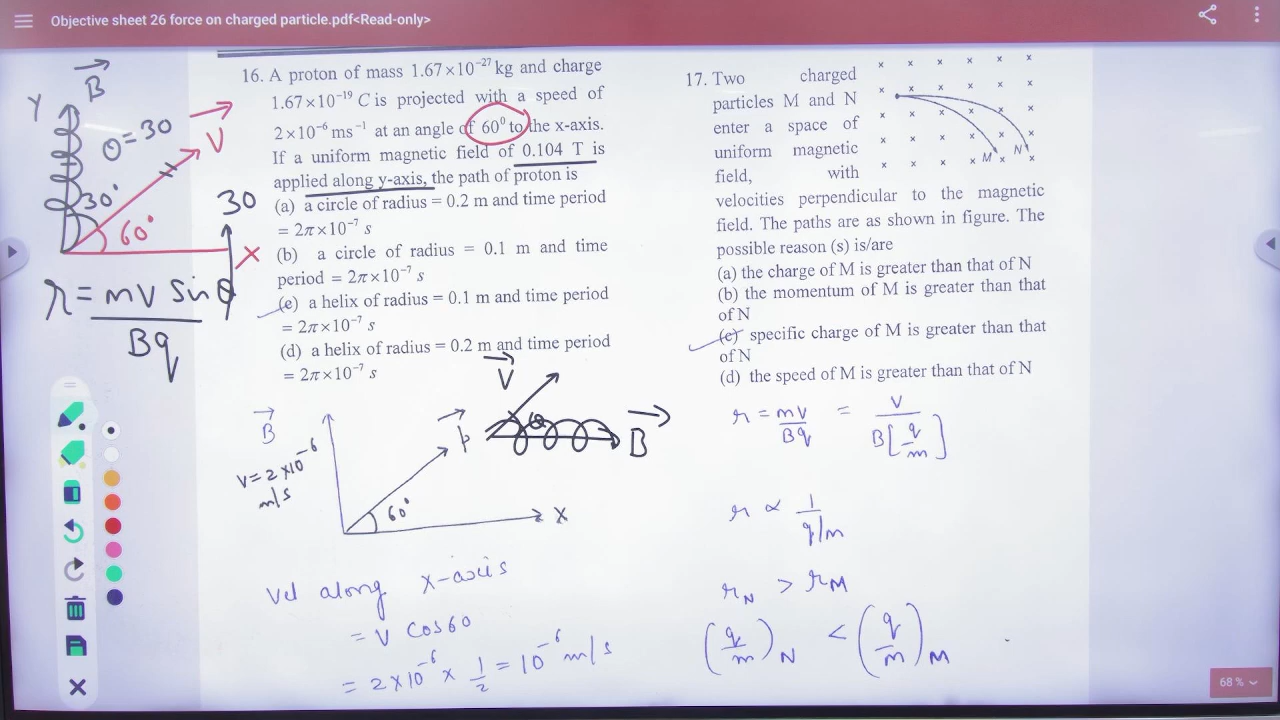 Objective sheet 26 force on charged particle.pdf<Read-only>
16. A proton of mass 1.67×10⁻²⁷ kg and charge
1.67×10⁻¹⁹ C is projected with a speed of
2×10⁻⁶ ms⁻¹ at an angle of 60⁰ to the x-axis.
If a uniform magnetic field of 0.104 T is
applied along y-axis, the path of proton is
(a) a circle of radius = 0.2 m and time period
= 2π×10⁻⁷ s
(b) a circle of radius = 0.1 m and time
period = 2π×10⁻⁷ s
(c) a helix of radius = 0.1 m and time period
= 2π×10⁻⁷ s
(d) a helix of radius = 0.2 m and time period
= 2π×10⁻⁷ s
B
Y
θ=30
V
30°
60°
X
30
r = mv sin θ
Bq
B
v=2×10⁻⁶
m/s
60°
X
V
θ
B
Vel along X-axis
= V Cos60
= 2×10⁻⁶ × 1/2 = 10⁻⁶ m/s
17. Two charged
particles M and N
enter a space of
uniform magnetic
field, with
velocities perpendicular to the magnetic
field. The paths are as shown in figure. The
possible reason (s) is/are
(a) the charge of M is greater than that of N
(b) the momentum of M is greater than that
of N
(c) specific charge of M is greater than that
of N
(d) the speed of M is greater than that of N
x x x x x x
x x x x x x
x x x x x x
x x x x M x N x
r = mv/Bq = V/B[q/m]
r ∝ 1/q/m
r_N > r_M
(q/m)_N < (q/m)_M
68 %